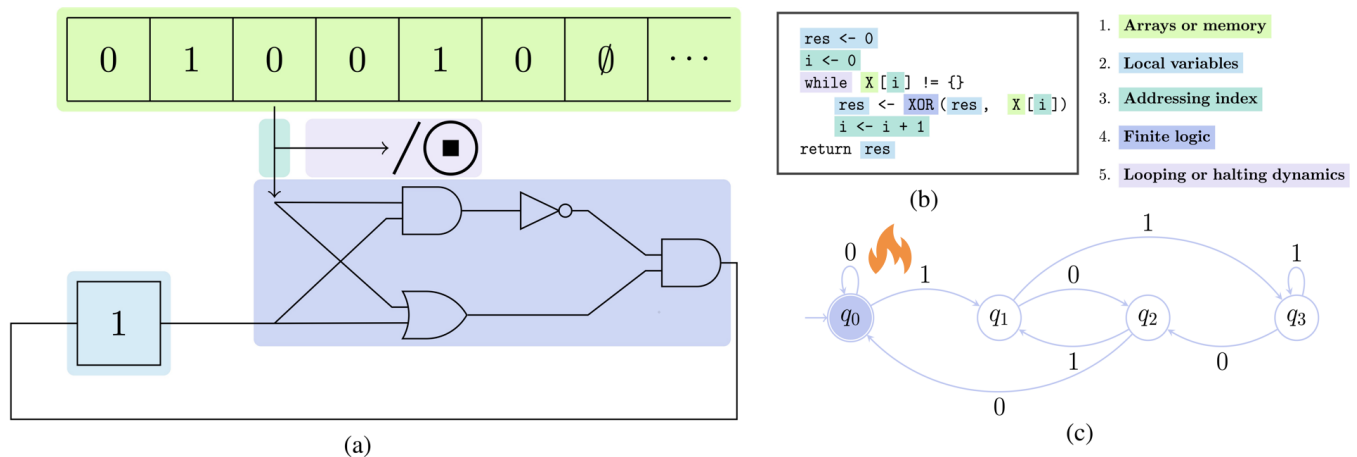 0 1 0 0 1 0 ∅ ···
1
(a)
res <- 0
i <- 0
while X[i] != {}
res <- XOR(res, X[i])
i <- i + 1
return res
(b)
1. Arrays or memory
2. Local variables
3. Addressing index
4. Finite logic
5. Looping or halting dynamics
1
0 0 1
1
q0 q1 q2 q3
1 0
0
(c)